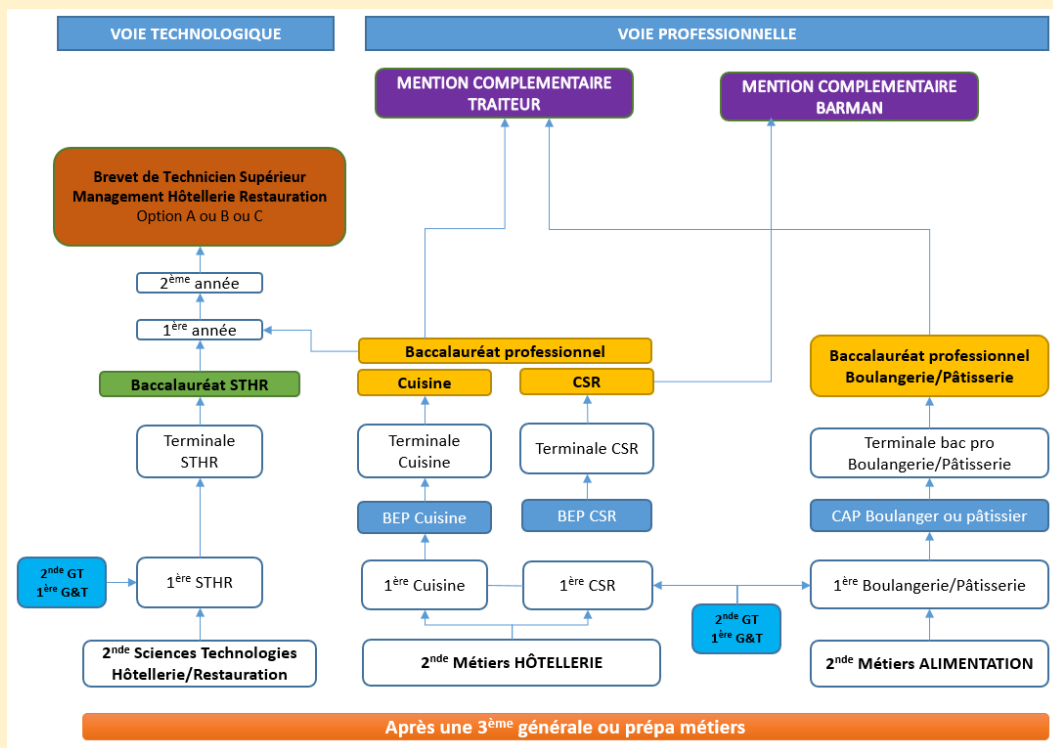 VOIE TECHNOLOGIQUE
VOIE PROFESSIONNELLE
MENTION COMPLEMENTAIRE
TRAITEUR
MENTION COMPLEMENTAIRE
BARMAN
Brevet de Technicien Supérieur
Management Hôtellerie Restauration
Option A ou B ou C
2ème année
1ère année
Baccalauréat professionnel
Baccalauréat professionnel
Boulangerie/Pâtisserie
Baccalauréat STHR
Cuisine
CSR
Terminale
STHR
Terminale
Cuisine
Terminale CSR
Terminale bac pro
Boulangerie/Pâtisserie
BEP Cuisine
BEP CSR
CAP Boulanger ou pâtissier
2nde GT
1ère G&T
1ère STHR
1ère Cuisine
1ère CSR
1ère Boulangerie/Pâtisserie
2nde GT
1ère G&T
2nde Sciences Technologies
Hôtellerie/Restauration
2nde Métiers HÔTELLERIE
2nde Métiers ALIMENTATION
Après une 3ème générale ou prépa métiers